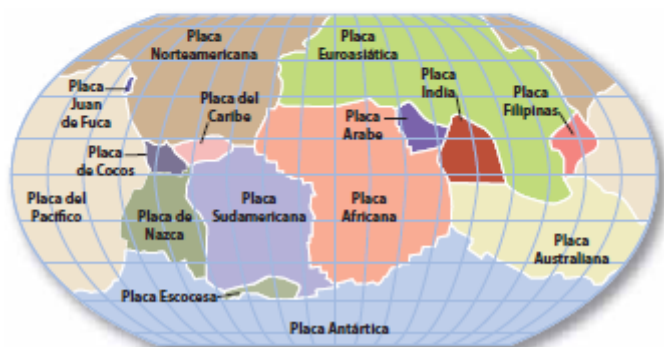 Placa
Norteamericana
Placa
Euroasiática
Placa
Juan
de Fuca
Placa del
Caribe
Placa
India
Placa
Filipinas
Placa
Arabe
Placa
de Cocos
Placa del
Pacífico
Placa de
Nazca
Placa
Sudamericana
Placa
Africana
Placa
Australiana
Placa Escocesa
Placa Antártica